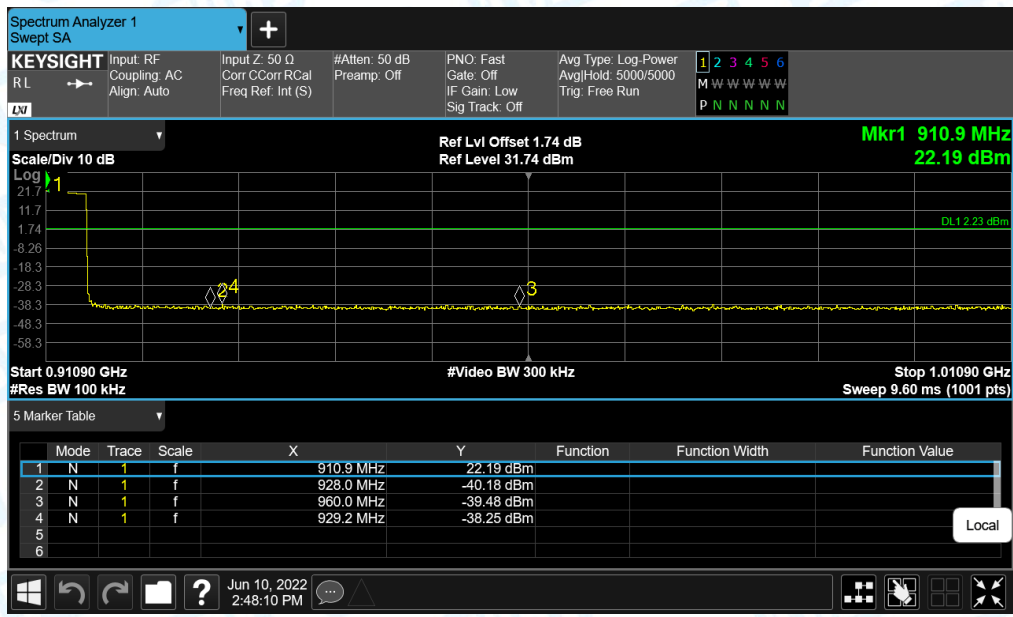 Spectrum Analyzer 1
Swept SA
+
KEYSIGHT
R L
LXI
Input: RF
Coupling: AC
Align: Auto
Input Z: 50 Ω
Corr CCorr RCal
Freq Ref: Int (S)
#Atten: 50 dB
Preamp: Off
PNO: Fast
Gate: Off
IF Gain: Low
Sig Track: Off
Avg Type: Log-Power
Avg|Hold: 5000/5000
Trig: Free Run
1 2 3 4 5 6
M W W W W W
P N N N N N
1 Spectrum
Scale/Div 10 dB
Ref Lvl Offset 1.74 dB
Ref Level 31.74 dBm
Mkr1 910.9 MHz
22.19 dBm
Log
21.7
11.7
1.74
-8.26
-18.3
-28.3
-38.3
-48.3
-58.3
1
DL1 2.23 dBm
2 4
3
Start 0.91090 GHz
#Video BW 300 kHz
Stop 1.01090 GHz
#Res BW 100 kHz
Sweep 9.60 ms (1001 pts)
5 Marker Table
Mode Trace Scale X Y Function Function Width Function Value
1 N 1 f 910.9 MHz 22.19 dBm
2 N 1 f 928.0 MHz -40.18 dBm
3 N 1 f 960.0 MHz -39.48 dBm
4 N 1 f 929.2 MHz -38.25 dBm
5
6
Local
?
Jun 10, 2022
2:48:10 PM